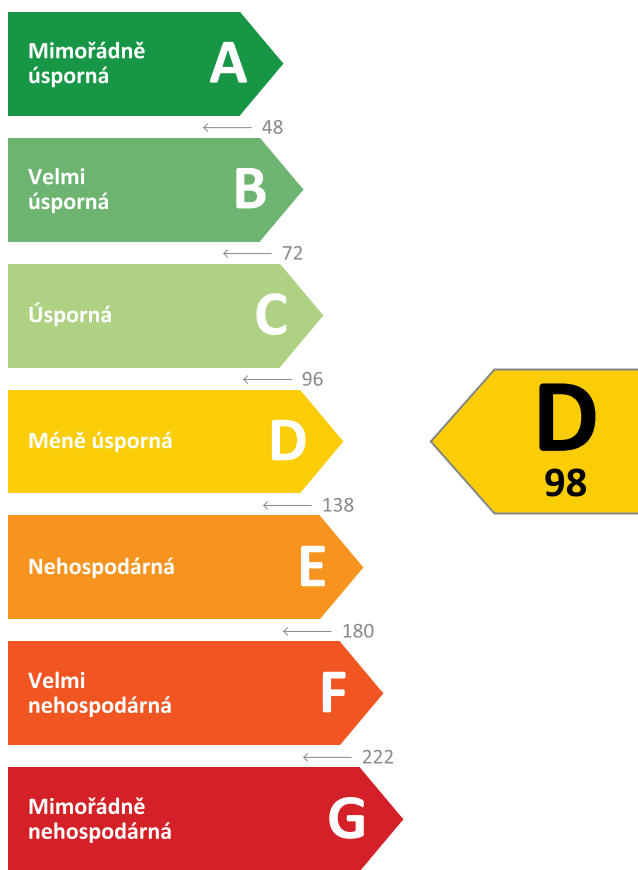 Mimořádně
úsporná
A
48
Velmi
úsporná
B
72
Úsporná
C
96
Méně úsporná
D
D
98
138
Nehospodárná
E
180
Velmi
nehospodárná
F
222
Mimořádně
nehospodárná
G